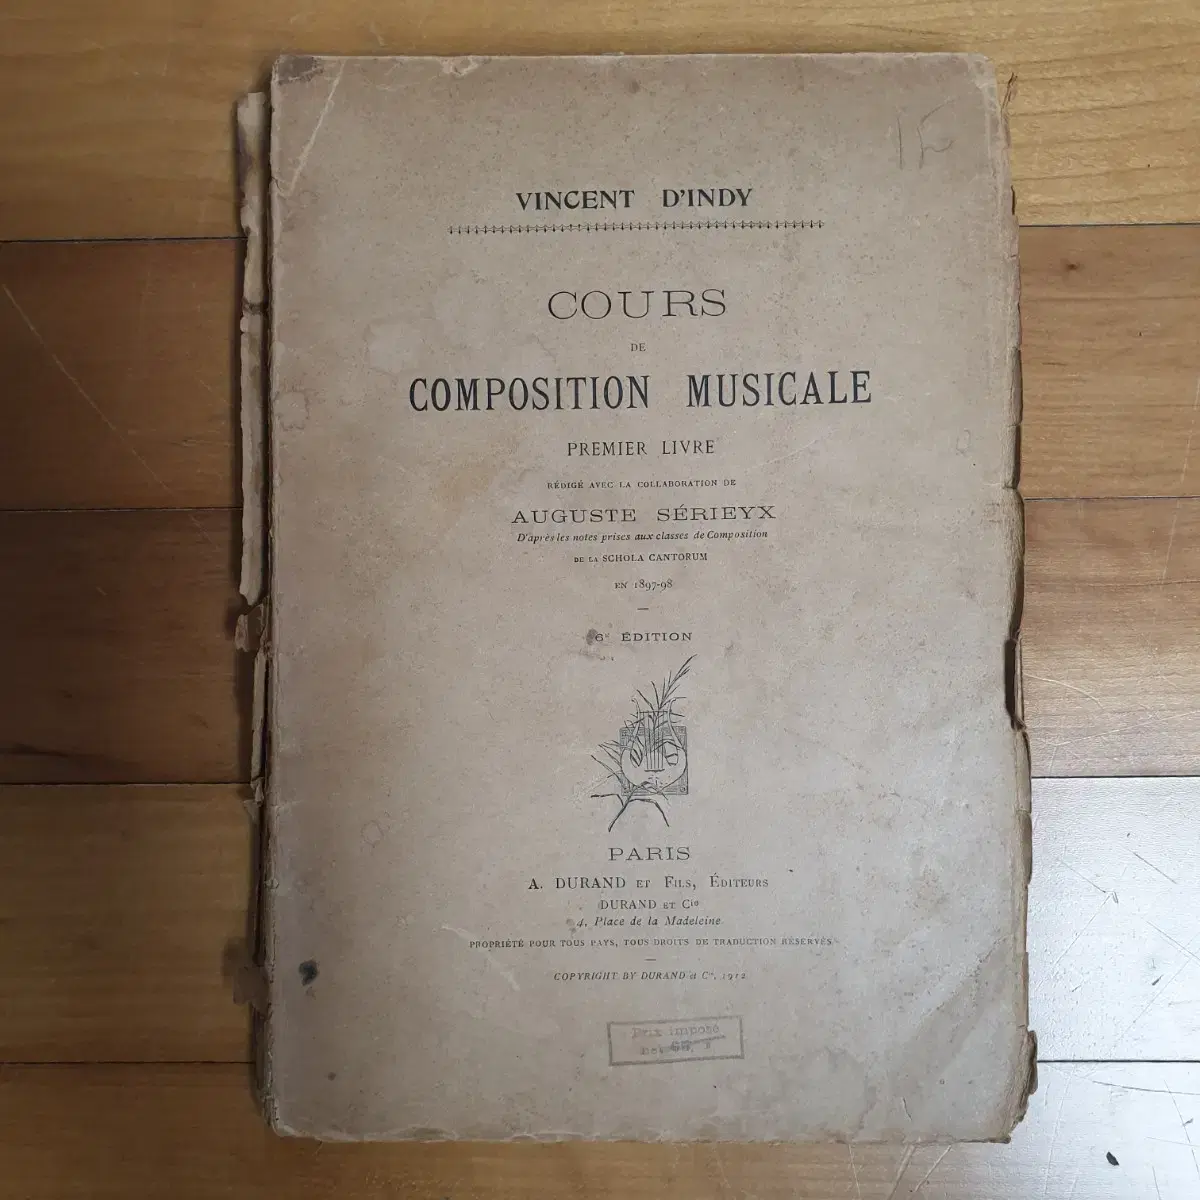 VINCENT D'INDY
COURS
DE
COMPOSITION MUSICALE
PREMIER LIVRE
RÉDIGÉ AVEC LA COLLABORATION DE
AUGUSTE SÉRIEYX
D'après les notes prises aux classes de Composition
DE LA SCHOLA CANTORUM
EN 1897-98
6e ÉDITION
PARIS
A. DURAND ET FILS, ÉDITEURS
DURAND ET Cie
4, Place de la Madeleine
PROPRIÉTÉ POUR TOUS PAYS, TOUS DROITS DE TRADUCTION RÉSERVÉS
COPYRIGHT BY DURAND et Cie, 1912
Prix imposé